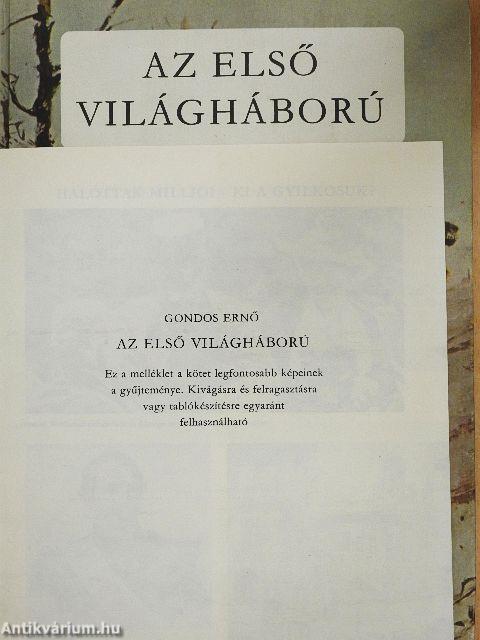 AZ ELSŐ
VILÁGHÁBORÚ
HALOTTAK MILLIÓI - KI A GYILKOSUK?
GONDOS ERNŐ
AZ ELSŐ VILÁGHÁBORÚ
Ez a melléklet a kötet legfontosabb képeinek
a gyűjteménye. Kivágásra és felragasztásra
vagy tablókészítésre egyaránt
felhasználható
Antikvárium.hu